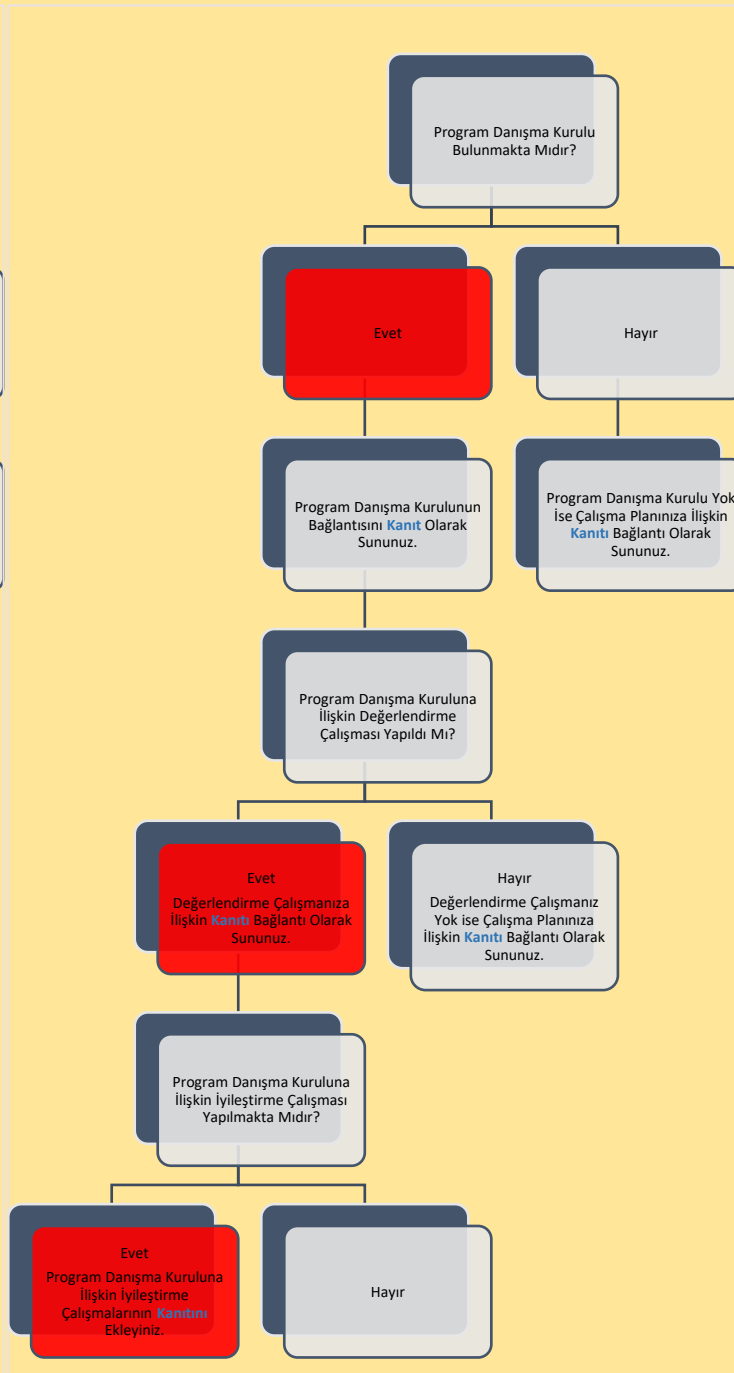 Program Danışma Kurulu
Bulunmakta Mıdır?
Evet
Hayır
Program Danışma Kurulunun
Bağlantısını Kanıt Olarak
Sununuz.
Program Danışma Kurulu Yok
İse Çalışma Planınıza İlişkin
Kanıtı Bağlantı Olarak
Sununuz.
Program Danışma Kuruluna
İlişkin Değerlendirme
Çalışması Yapıldı Mı?
Evet
Değerlendirme Çalışmanıza
İlişkin Kanıtı Bağlantı Olarak
Sununuz.
Hayır
Değerlendirme Çalışmanız
Yok ise Çalışma Planınıza
İlişkin Kanıtı Bağlantı Olarak
Sununuz.
Program Danışma Kuruluna
İlişkin İyileştirme Çalışması
Yapılmakta Mıdır?
Evet
Program Danışma Kuruluna
İlişkin İyileştirme
Çalışmalarının Kanıtını
Ekleyiniz.
Hayır